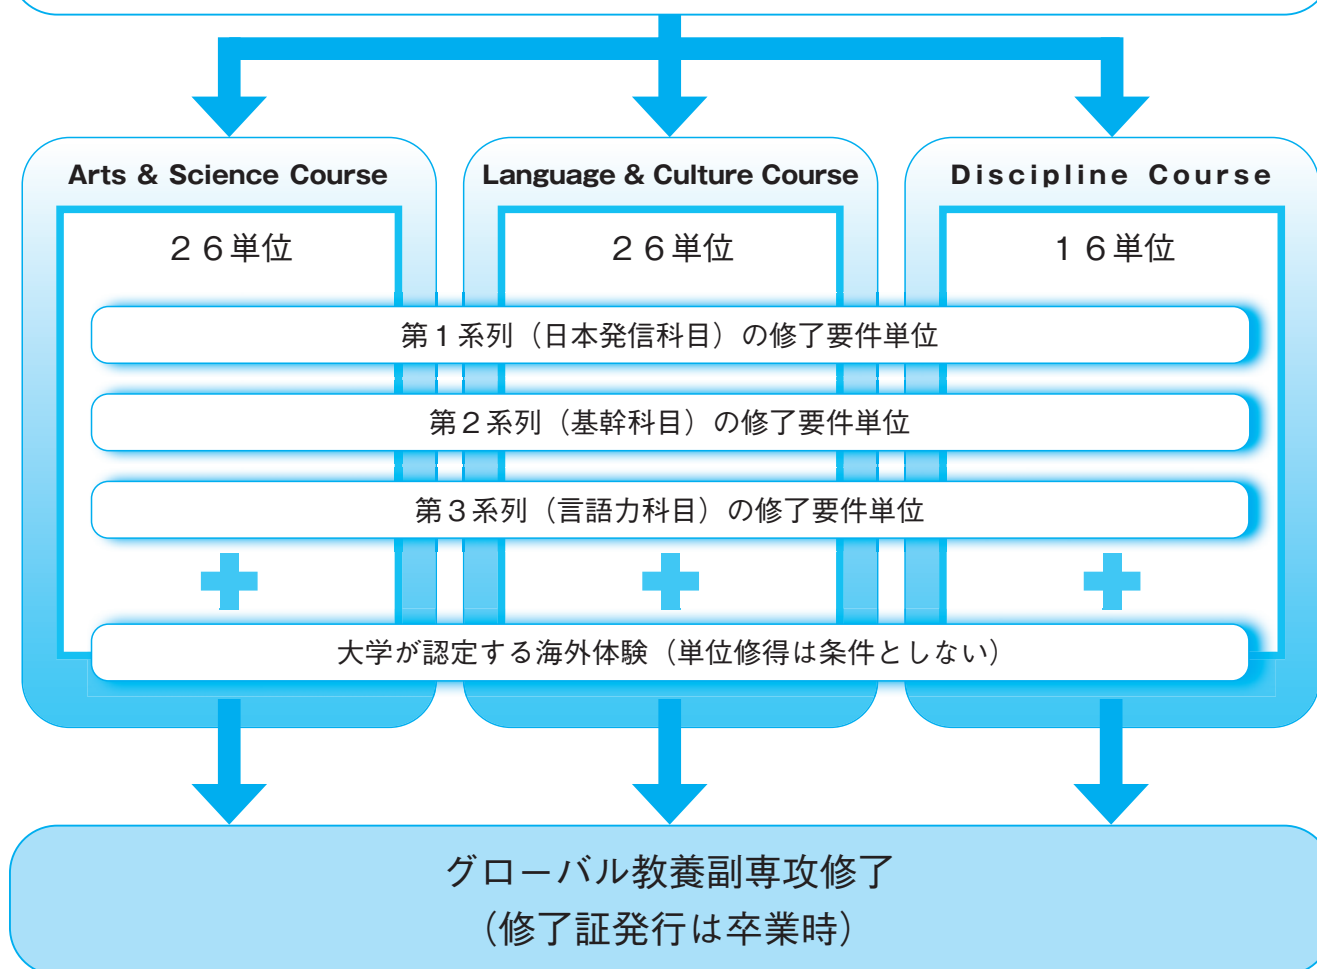 Arts & Science Course
Language & Culture Course
Discipline Course
２６単位
２６単位
１６単位
第１系列（日本発信科目）の修了要件単位
第２系列（基幹科目）の修了要件単位
第３系列（言語力科目）の修了要件単位
大学が認定する海外体験（単位修得は条件としない）
グローバル教養副専攻修了
（修了証発行は卒業時）